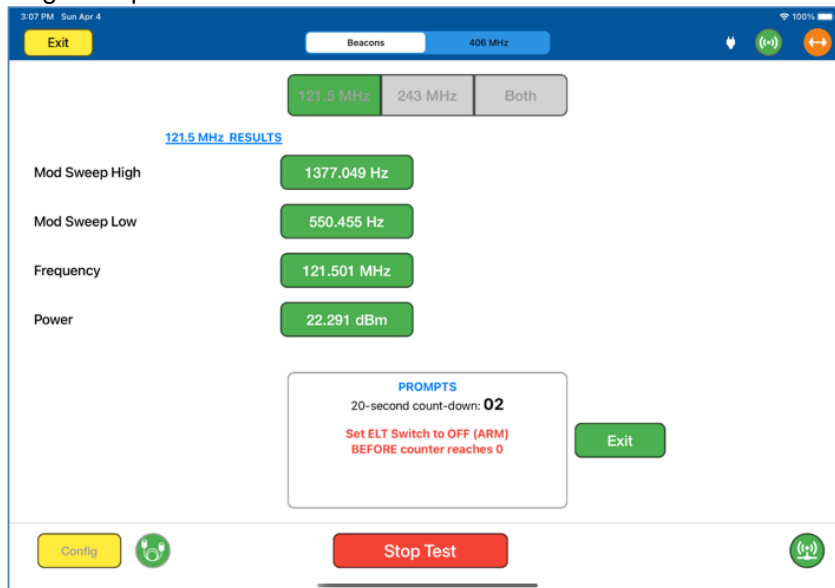 3:07 PM Sun Apr 4
100%
Exit
Beacons
406 MHz
121.5 MHz
243 MHz
Both
121.5 MHz RESULTS
Mod Sweep High
1377.049 Hz
Mod Sweep Low
550.455 Hz
Frequency
121.501 MHz
Power
22.291 dBm
PROMPTS
20-second count-down: 02
Set ELT Switch to OFF (ARM)
BEFORE counter reaches 0
Exit
Config
Stop Test